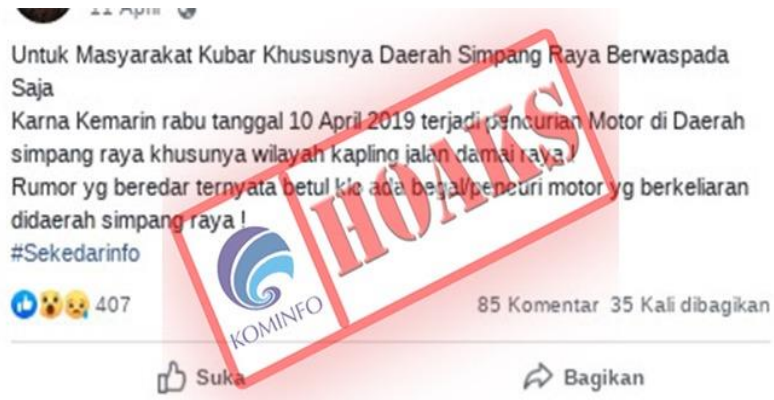 11 April
Untuk Masyarakat Kubar Khususnya Daerah Simpang Raya Berwaspada
Saja
Karna Kemarin rabu tanggal 10 April 2019 terjadi pencurian Motor di Daerah
simpang raya khusunya wilayah kapling jalan damai raya.
Rumor yg beredar ternyata betul klo ada begal/pencuri motor yg berkeliaran
didaerah simpang raya !
#Sekedarinfo
HOAKS
KOMINFO
407
85 Komentar 35 Kali dibagikan
Suka
Bagikan